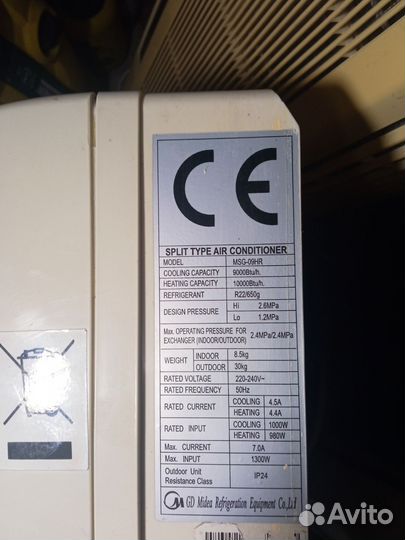 CE
SPLIT TYPE AIR CONDITIONER
MODEL MSG-09HR
COOLING CAPACITY 9000Btu/h.
HEATING CAPACITY 10000Btu/h.
REFRIGERANT R22/650g
DESIGN PRESSURE Hi 2.6MPa
Lo 1.2MPa
Max. OPERATING PRESSURE FOR
EXCHANGER (INDOOR/OUTDOOR) 2.4MPa/2.4MPa
WEIGHT INDOOR 8.5kg
OUTDOOR 30kg
RATED VOLTAGE 220-240V~
RATED FREQUENCY 50Hz
RATED CURRENT COOLING 4.5A
HEATING 4.4A
RATED INPUT COOLING 1000W
HEATING 980W
Max. CURRENT 7.0A
Max. INPUT 1300W
Outdoor Unit
Resistance Class IP24
GD Midea Refrigeration Equipment Co.,Ltd
Avito